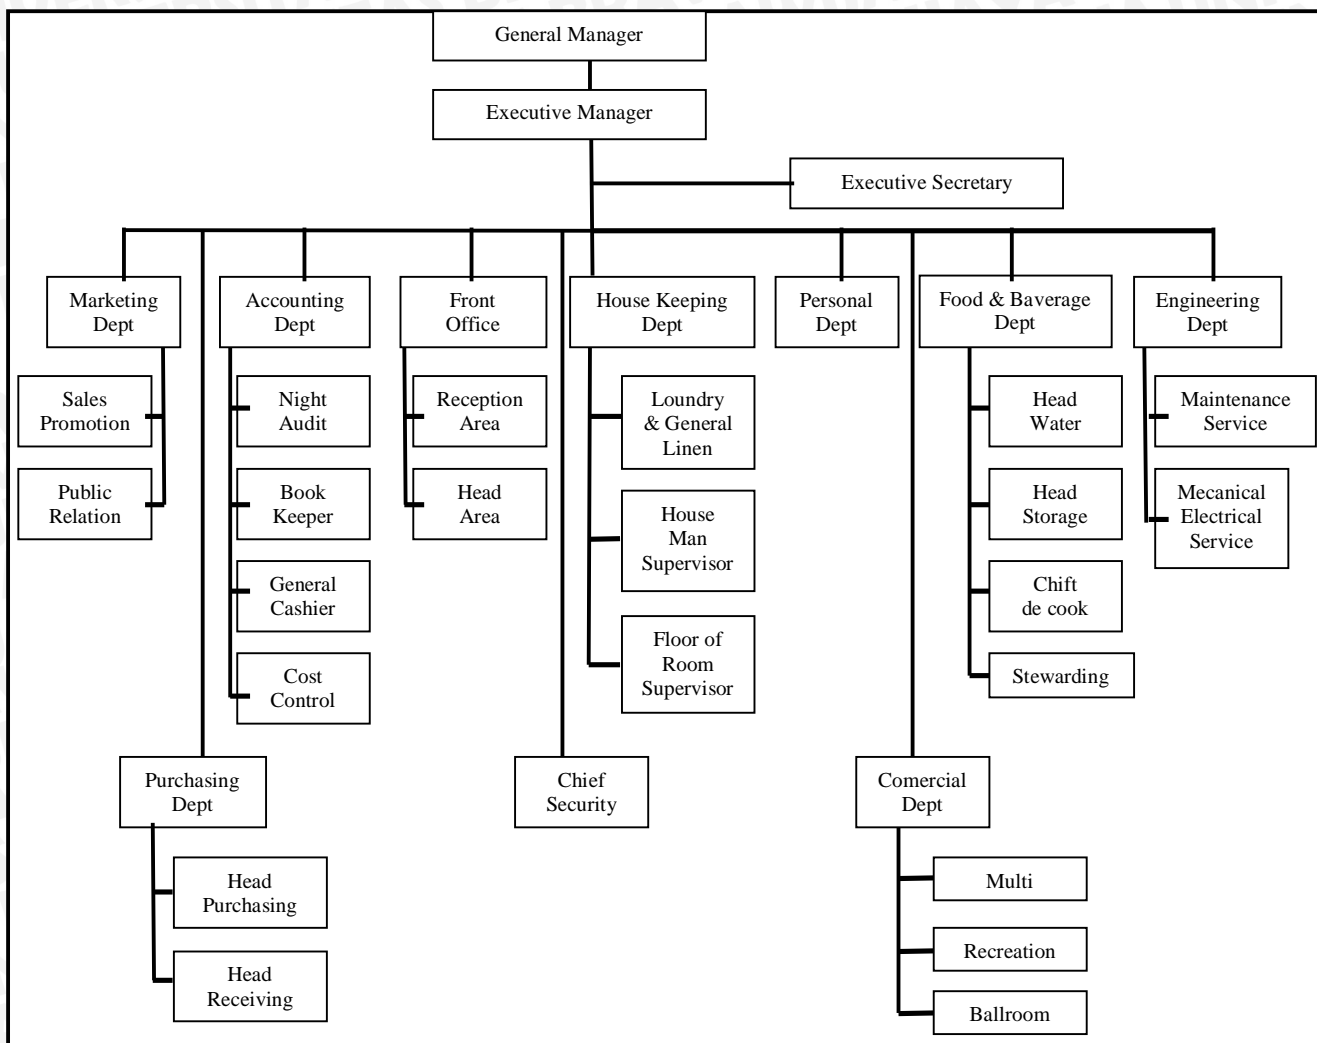 General Manager
Executive Manager
Executive Secretary
Marketing
Dept
Accounting
Dept
Front
Office
House Keeping
Dept
Personal
Dept
Food & Baverage
Dept
Engineering
Dept
Sales
Promotion
Public
Relation
Night
Audit
Book
Keeper
General
Cashier
Cost
Control
Reception
Area
Head
Area
Loundry
& General
Linen
House
Man
Supervisor
Floor of
Room
Supervisor
Head
Water
Head
Storage
Chift
de cook
Stewarding
Maintenance
Service
Mecanical
Electrical
Service
Purchasing
Dept
Chief
Security
Comercial
Dept
Head
Purchasing
Head
Receiving
Multi
Recreation
Ballroom